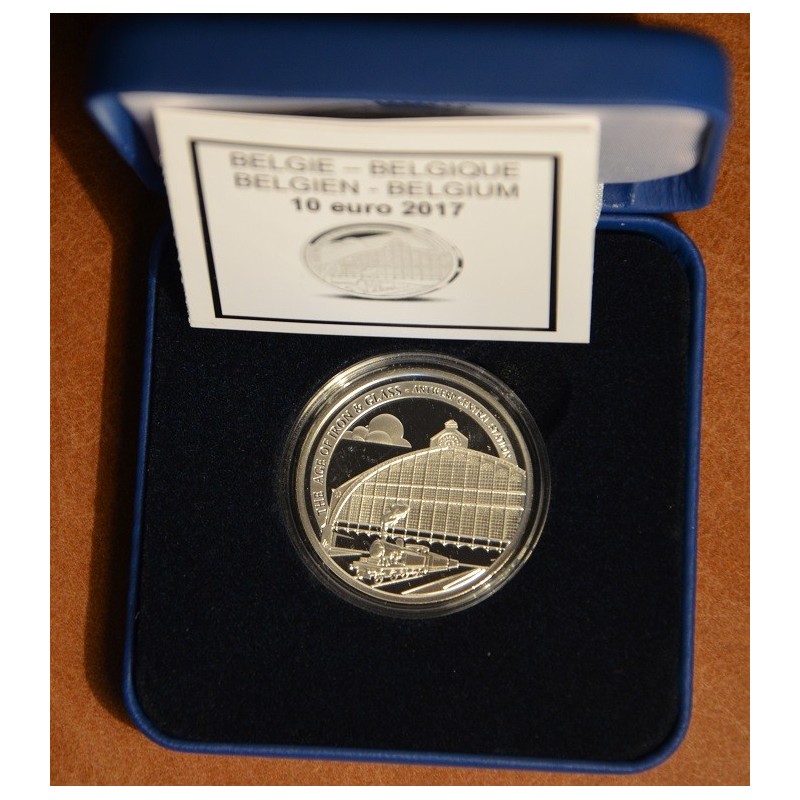 BELGIE – BELGIQUE
BELGIEN - BELGIUM
10 euro 2017
THE AGE OF IRON & GLASS - ANTWERP CENTRAL STATION